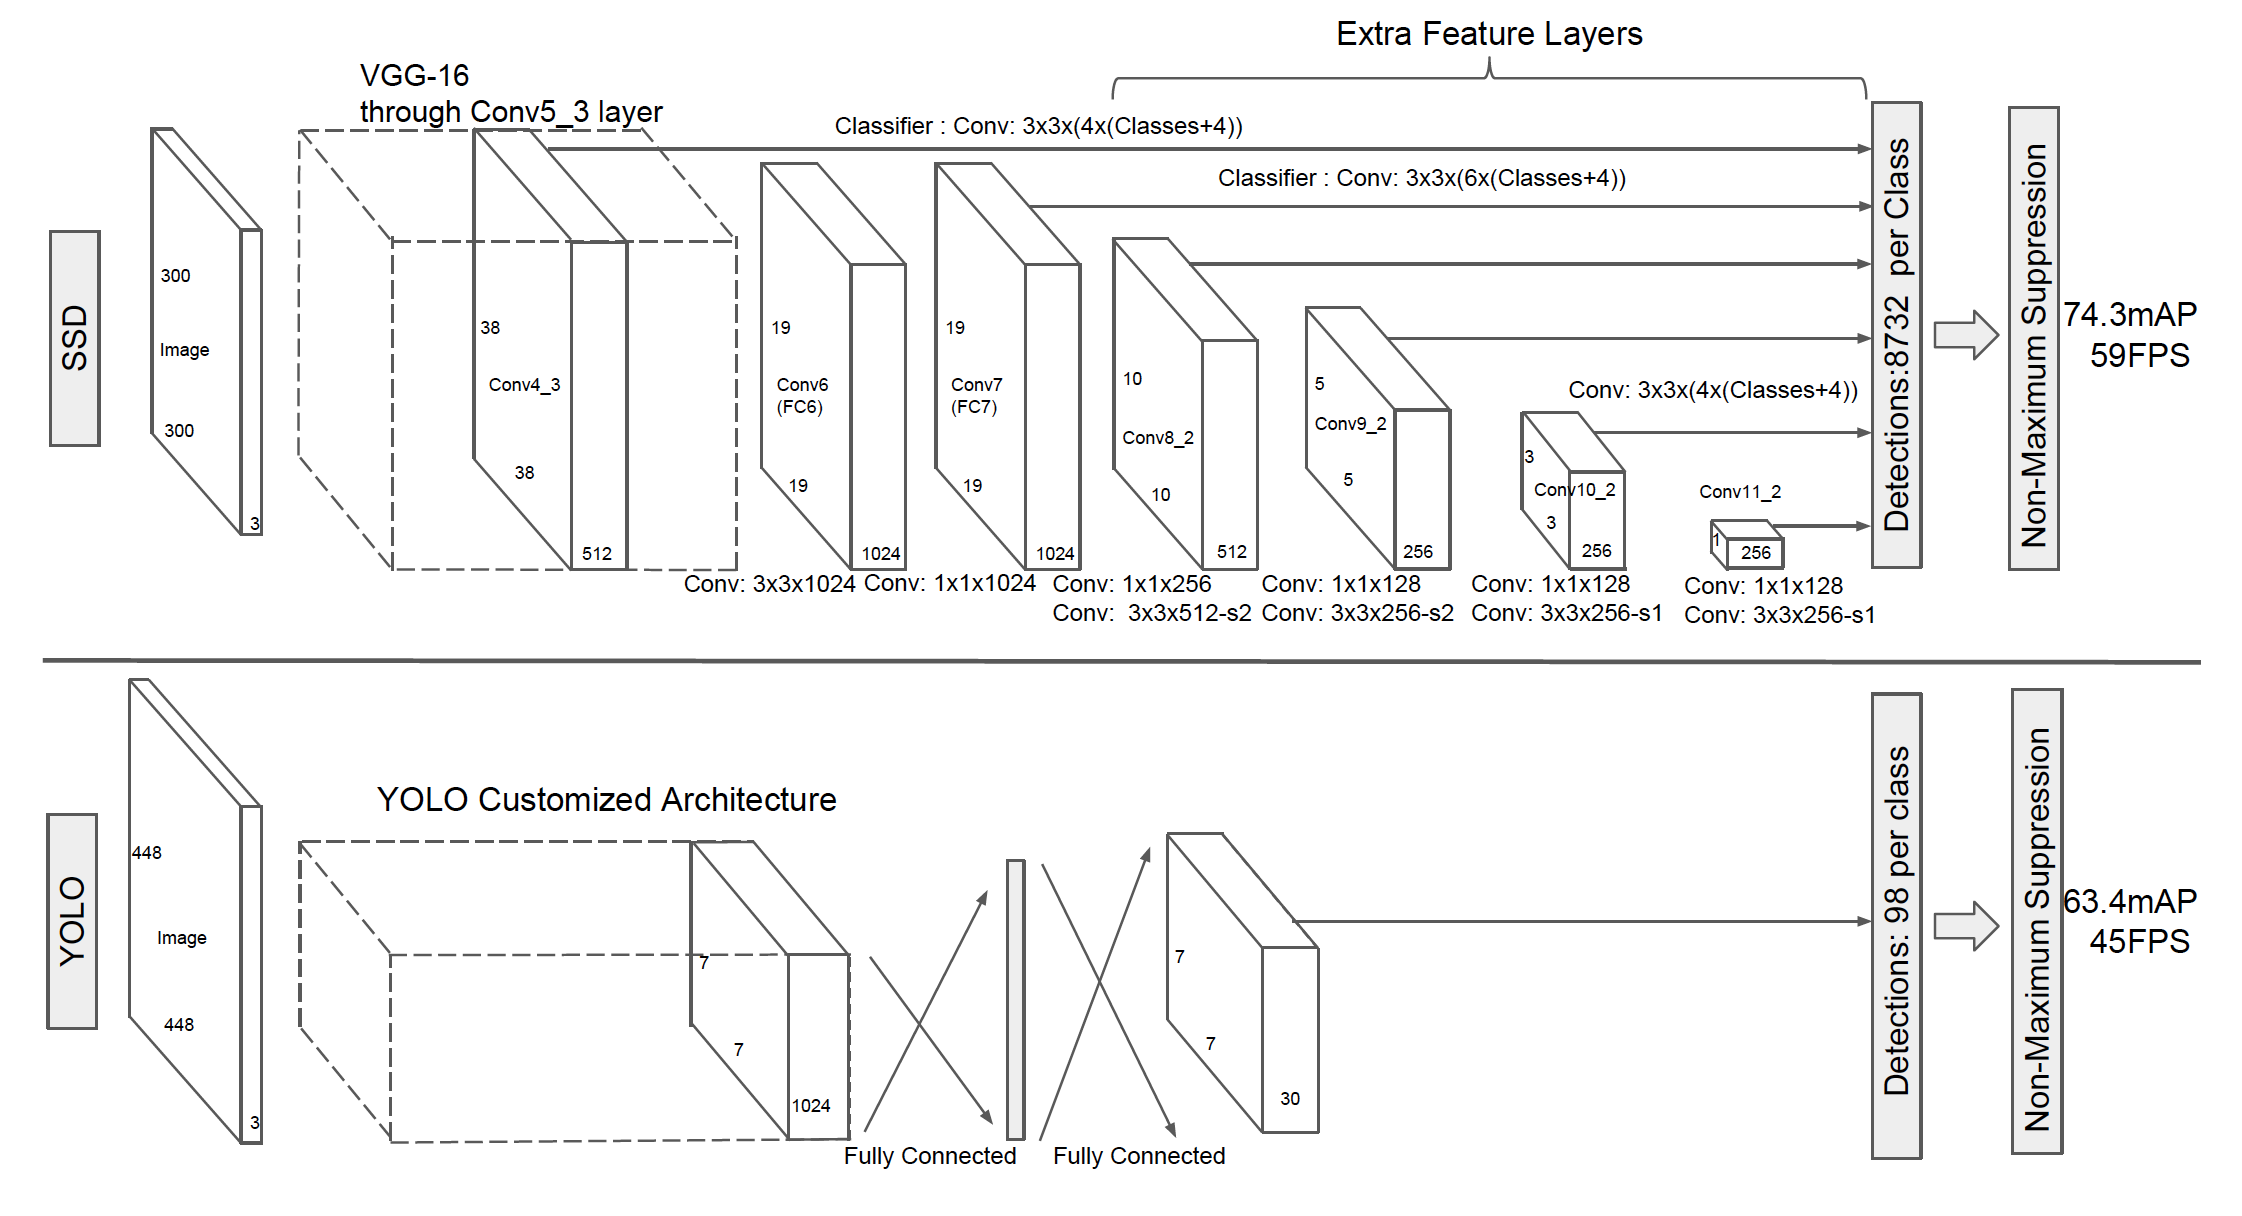 Extra Feature Layers
VGG-16
through Conv5_3 layer
Classifier : Conv: 3x3x(4x(Classes+4))
Classifier : Conv: 3x3x(6x(Classes+4))
SSD
300
Image
300
3
38
Conv4_3
38
512
19
Conv6
(FC6)
19
1024
19
Conv7
(FC7)
19
1024
10
Conv8_2
10
512
5
Conv9_2
5
256
Conv: 3x3x(4x(Classes+4))
3
Conv10_2
3
256
Conv11_2
1
256
Detections:8732 per Class
Non-Maximum Suppression
74.3mAP
59FPS
Conv: 3x3x1024
Conv: 1x1x1024
Conv: 1x1x256
Conv: 3x3x512-s2
Conv: 1x1x128
Conv: 3x3x256-s2
Conv: 1x1x128
Conv: 3x3x256-s1
Conv: 1x1x128
Conv: 3x3x256-s1
YOLO
448
Image
448
3
YOLO Customized Architecture
7
7
1024
Fully Connected
Fully Connected
7
7
30
Detections: 98 per class
Non-Maximum Suppression
63.4mAP
45FPS